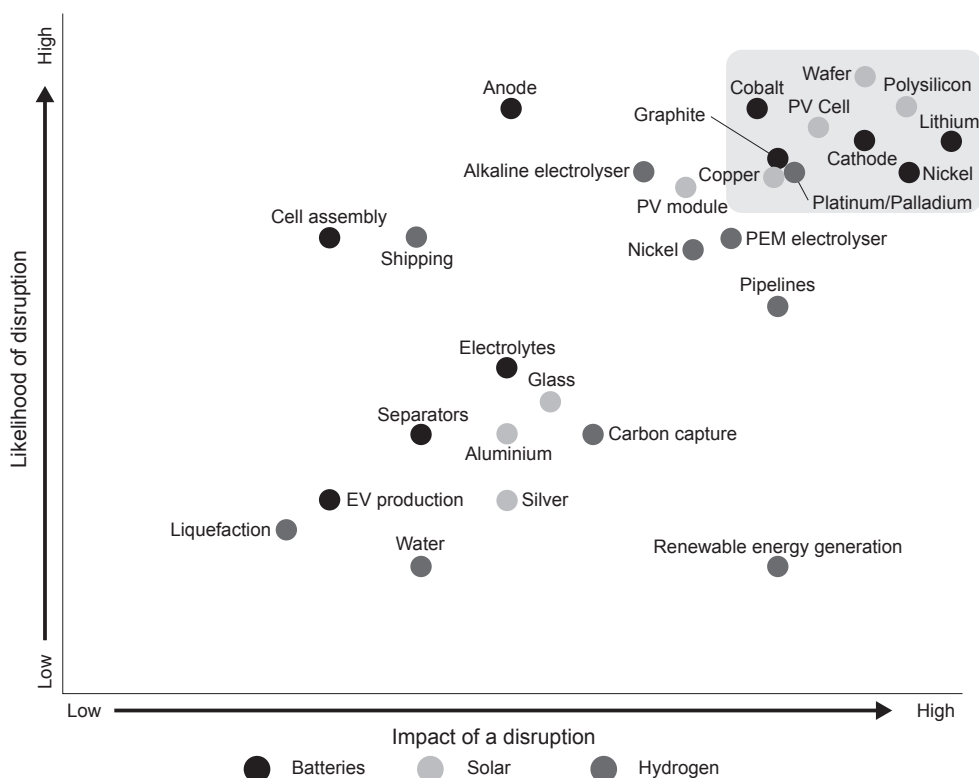 High
Wafer
Polysilicon
Anode
Cobalt
PV Cell
Graphite
Lithium
Cathode
Alkaline electrolyser
Copper
Nickel
PV module
Platinum/Palladium
Cell assembly
Shipping
Nickel
PEM electrolyser
Pipelines
Likelihood of disruption
Electrolytes
Glass
Separators
Aluminium
Carbon capture
EV production
Silver
Liquefaction
Water
Renewable energy generation
Low
Low
High
Impact of a disruption
Batteries
Solar
Hydrogen